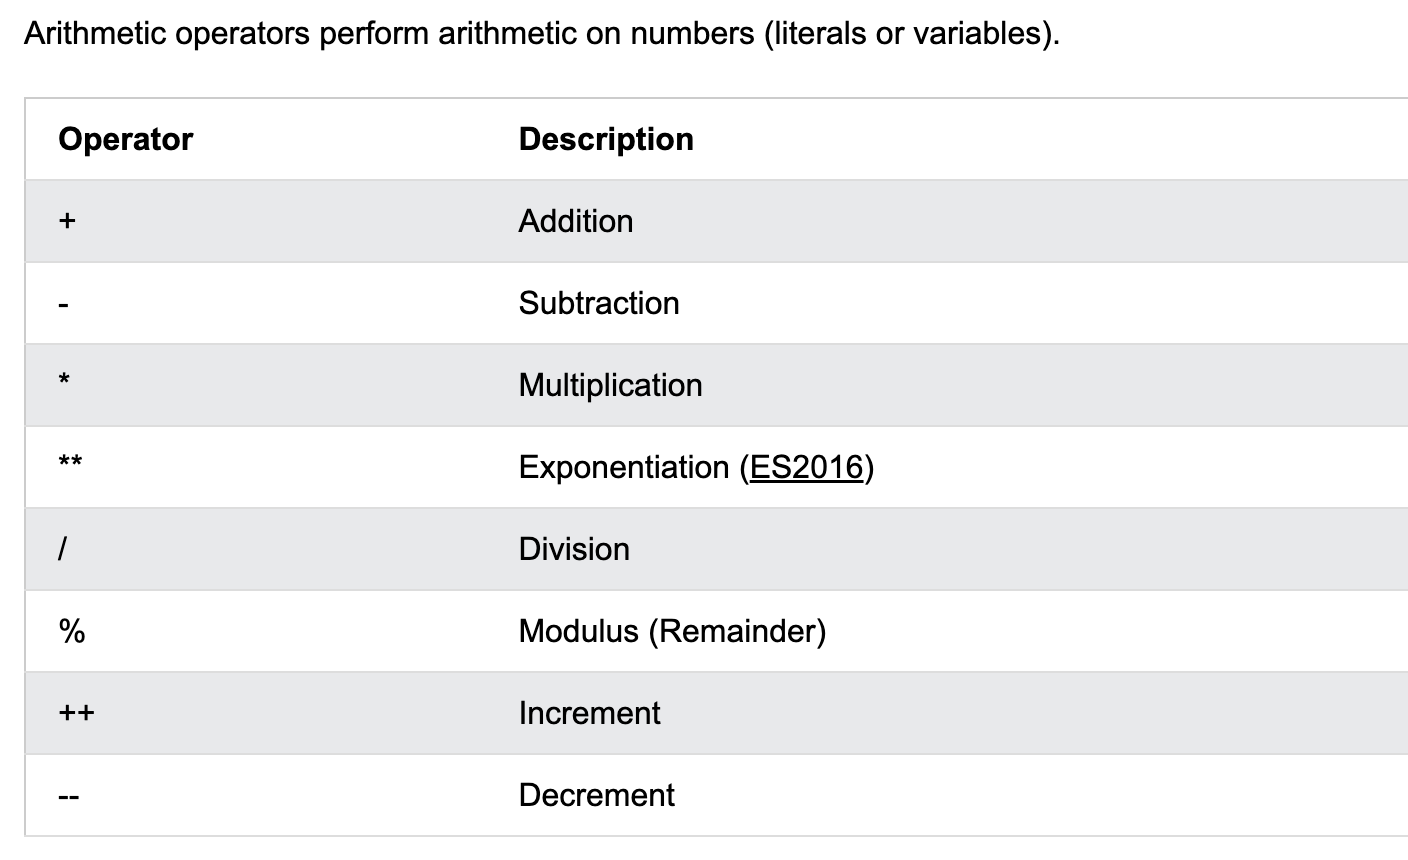 Arithmetic operators perform arithmetic on numbers (literals or variables).
Operator Description
+ Addition
- Subtraction
* Multiplication
** Exponentiation (ES2016)
/ Division
% Modulus (Remainder)
++ Increment
-- Decrement